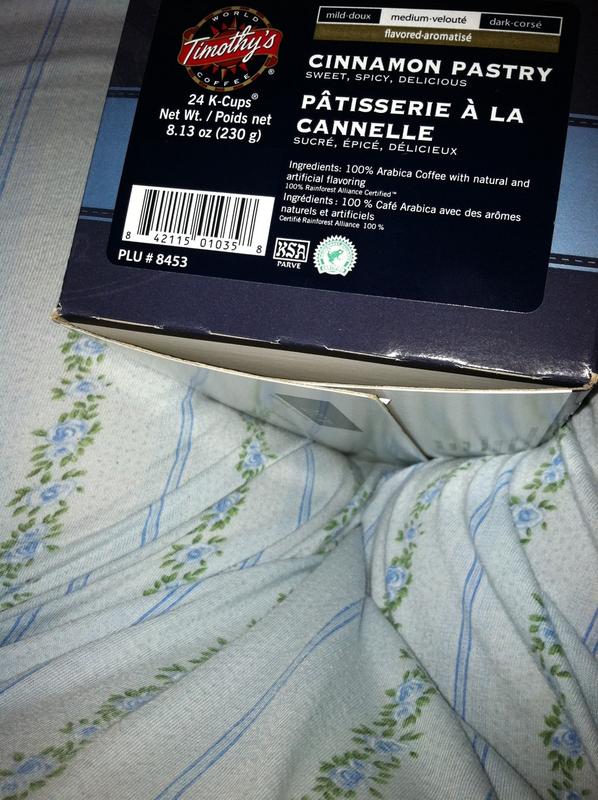 WORLD
Timothy's®
COFFEE
mild·doux medium·velouté dark·corsé
flavored·aromatisé
24 K-Cups®
Net Wt. / Poids net
8.13 oz (230 g)
CINNAMON PASTRY
SWEET, SPICY, DELICIOUS
PÂTISSERIE À LA
CANNELLE
SUCRÉ, ÉPICÉ, DÉLICIEUX
Ingredients: 100% Arabica Coffee with natural and
artificial flavoring
100% Rainforest Alliance Certified™
Ingrédients: 100 % Café Arabica avec des arômes
naturels et artificiels
Certifié Rainforest Alliance 100 %
8 42115 01035 8
PLU # 8453
KSA
PARVE